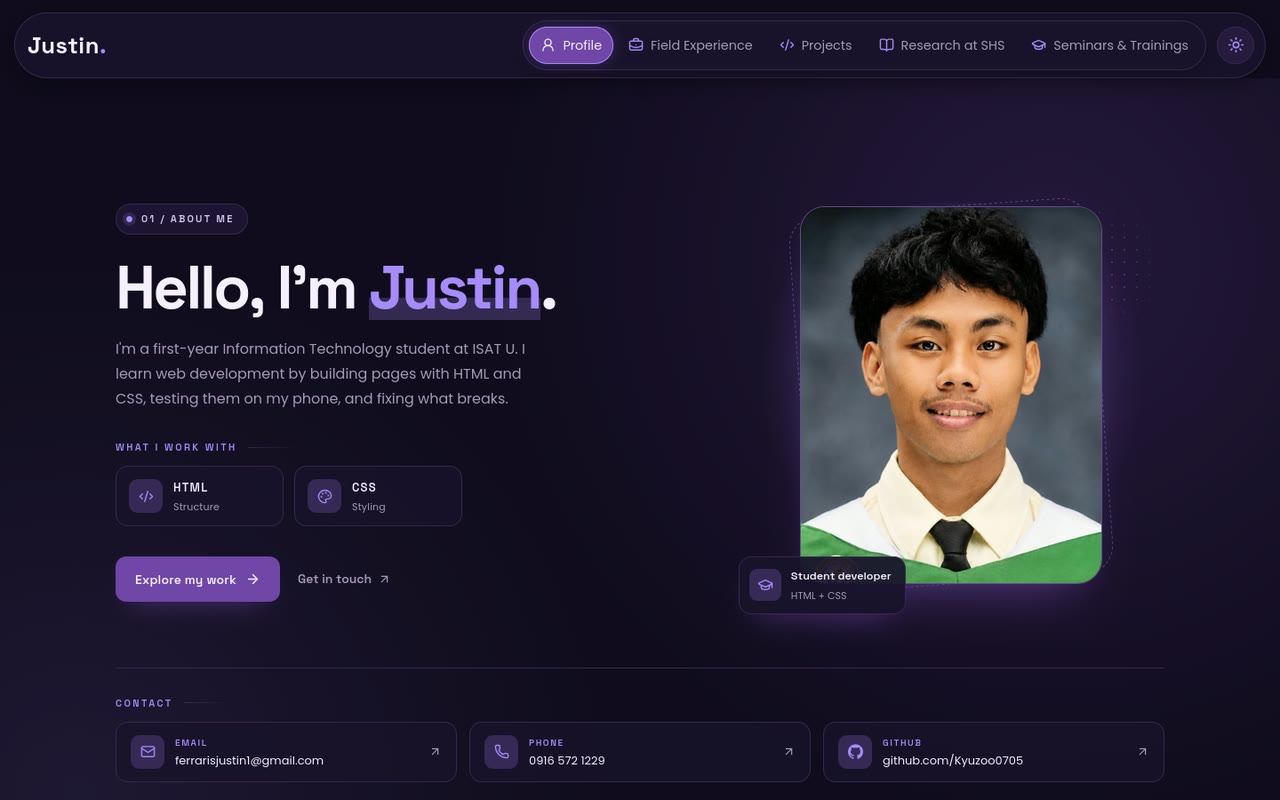 Justin.
Profile
Field Experience
Projects
Research at SHS
Seminars & Trainings
01 / ABOUT ME
Hello, I’m Justin.
I'm a first-year Information Technology student at ISAT U. I
learn web development by building pages with HTML and
CSS, testing them on my phone, and fixing what breaks.
WHAT I WORK WITH
HTML
Structure
CSS
Styling
Explore my work
Get in touch
Student developer
HTML + CSS
CONTACT
EMAIL
ferrarisjustin1@gmail.com
PHONE
0916 572 1229
GITHUB
github.com/Kyuzoo0705